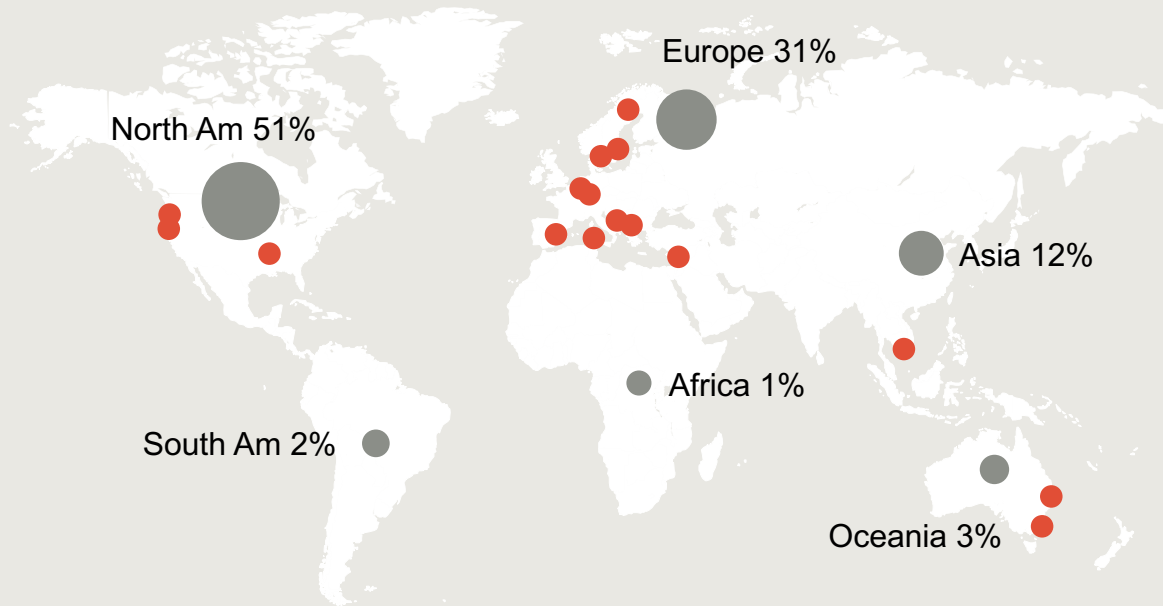 Europe 31%
North Am 51%
Asia 12%
Africa 1%
South Am 2%
Oceania 3%